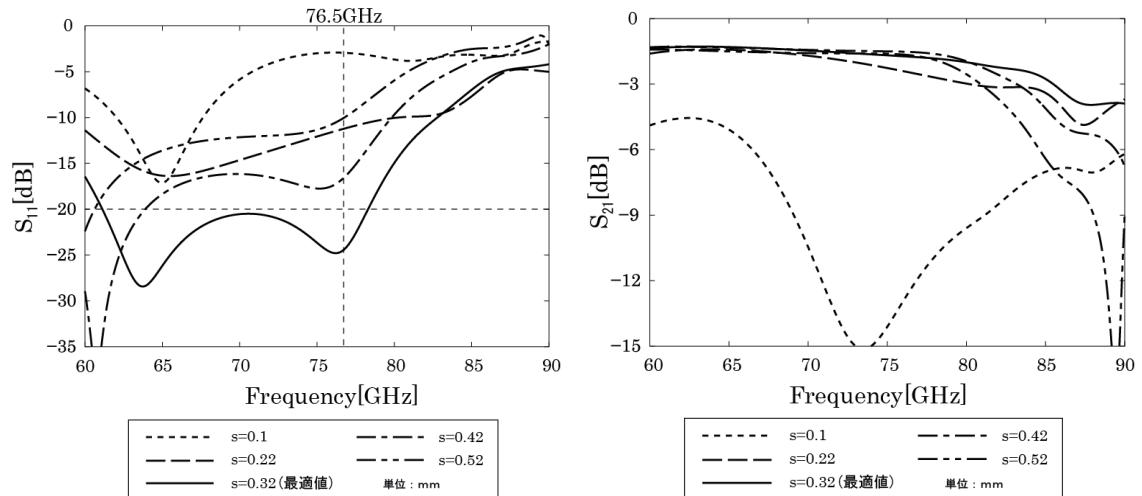 76.5GHz
0
−5
−10
−15
−20
−25
−30
−35
S11[dB]
60 65 70 75 80 85 90
Frequency[GHz]
s=0.1
s=0.22
s=0.32(最適値)
s=0.42
s=0.52
単位：mm
0
−3
−6
−9
−12
−15
S21[dB]
60 65 70 75 80 85 90
Frequency[GHz]
s=0.1
s=0.22
s=0.32(最適値)
s=0.42
s=0.52
単位：mm